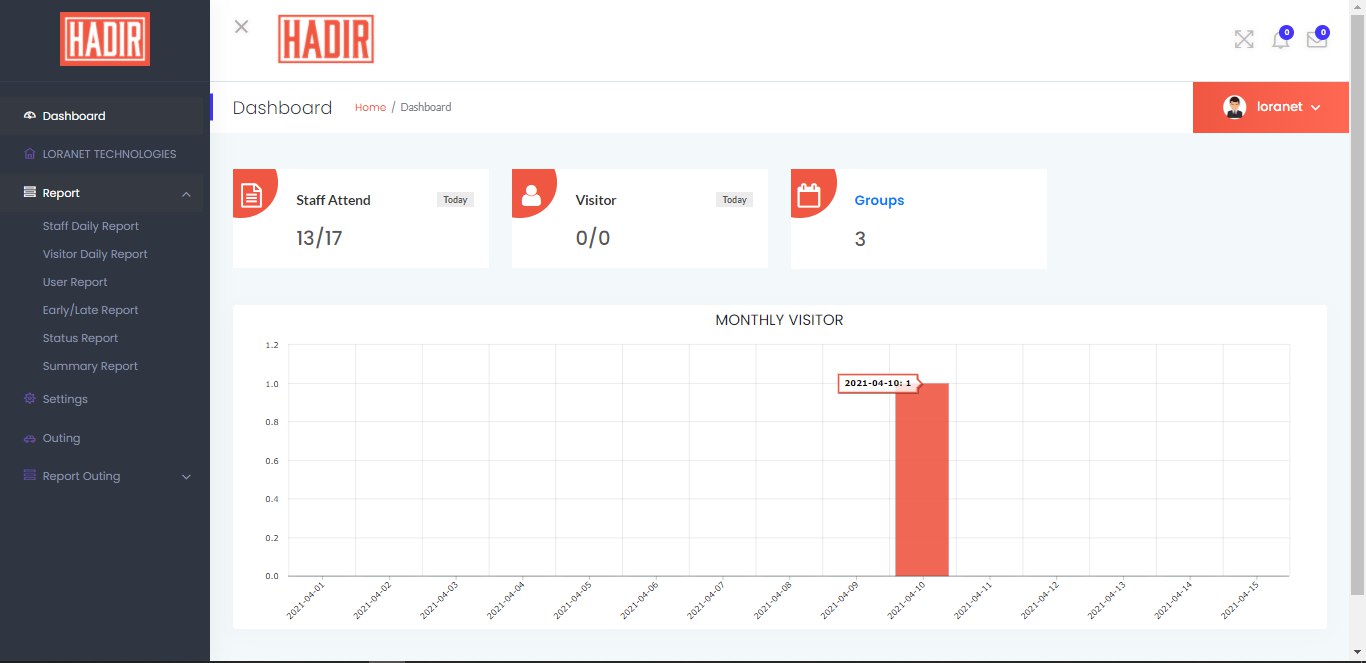 HADIR
Dashboard
LORANET TECHNOLOGIES
Report
Staff Daily Report
Visitor Daily Report
User Report
Early/Late Report
Status Report
Summary Report
Settings
Outing
Report Outing
HADIR
0
0
Dashboard
Home / Dashboard
loranet
Staff Attend
Today
13/17
Visitor
Today
0/0
Groups
3
MONTHLY VISITOR
1.2
1.0
0.8
0.6
0.4
0.2
0.0
2021-04-10: 1
2021-04-01
2021-04-02
2021-04-03
2021-04-04
2021-04-05
2021-04-06
2021-04-07
2021-04-08
2021-04-09
2021-04-10
2021-04-11
2021-04-12
2021-04-13
2021-04-14
2021-04-15